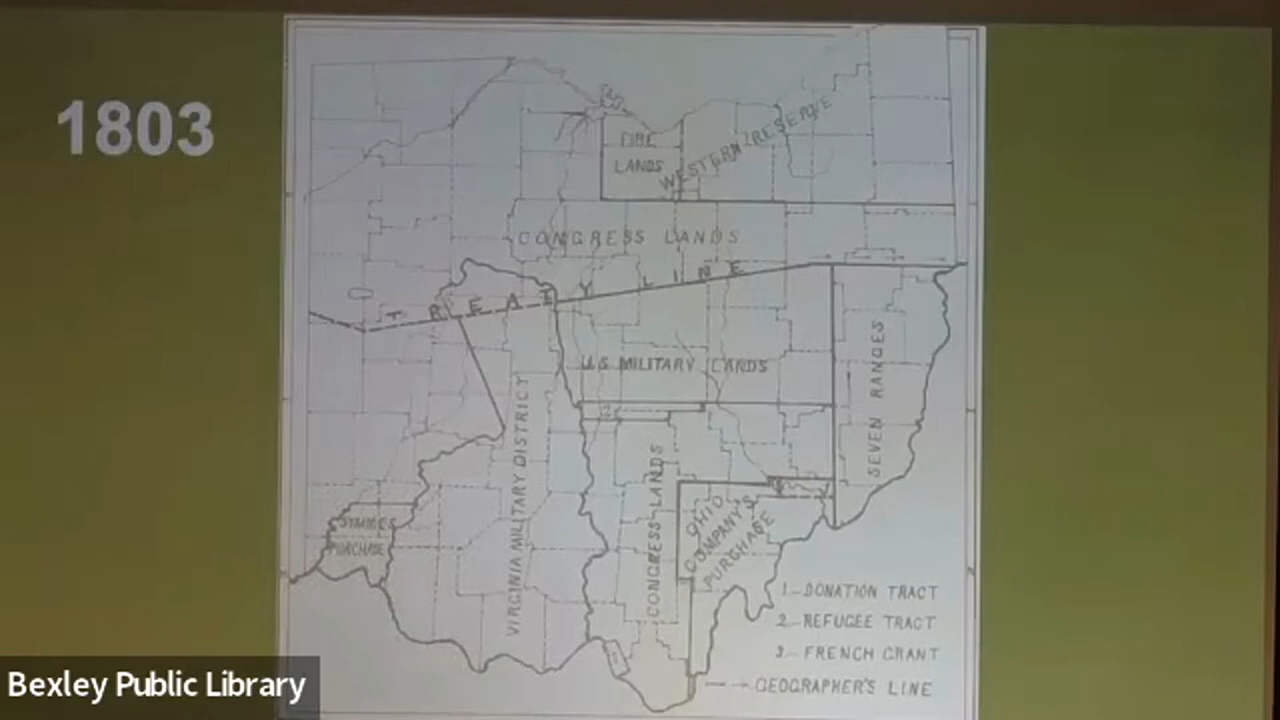 1803
FIRE
LANDS
WESTERN RESERVE
CONGRESS LANDS
TREATY LINE
U.S. MILITARY LANDS
SEVEN RANGES
VIRGINIA MILITARY DISTRICT
CONGRESS LANDS
OHIO
COMPANY'S
PURCHASE
SYMMES
PURCHASE
1.-DONATION TRACT
2.-REFUGEE TRACT
3.-FRENCH GRANT
GEOGRAPHER'S LINE
Bexley Public Library